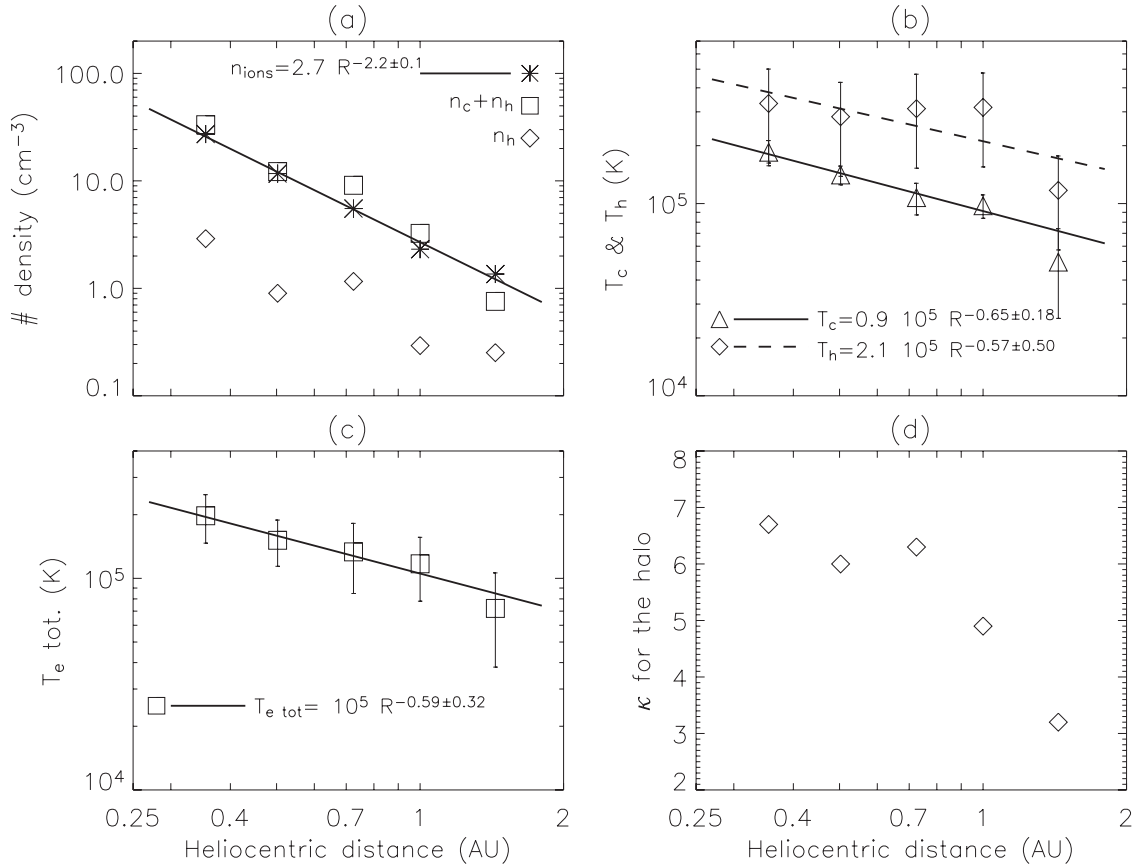 (a)
n_ions=2.7 R^−2.2±0.1
n_c+n_h
n_h
100.0
10.0
1.0
0.1
# density (cm^−3)
(b)
10^5
10^4
T_c & T_h (K)
T_c=0.9 10^5 R^−0.65±0.18
T_h=2.1 10^5 R^−0.57±0.50
(c)
10^5
10^4
T_e tot. (K)
T_e tot= 10^5 R^−0.59±0.32
0.25 0.4 0.7 1 2
Heliocentric distance (AU)
(d)
8
7
6
5
4
3
2
κ for the halo
0.25 0.4 0.7 1 2
Heliocentric distance (AU)